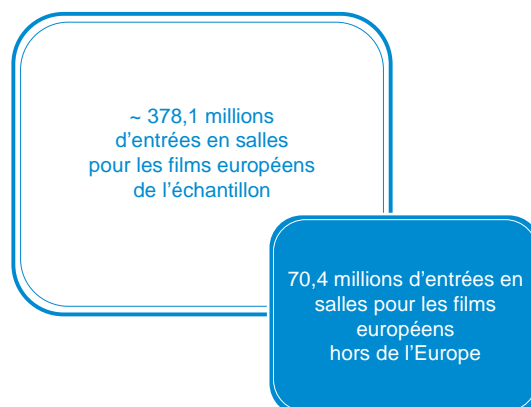 ~ 378,1 millions
d’entrées en salles
pour les films européens
de l’échantillon
70,4 millions d’entrées en
salles pour les films
européens
hors de l’Europe